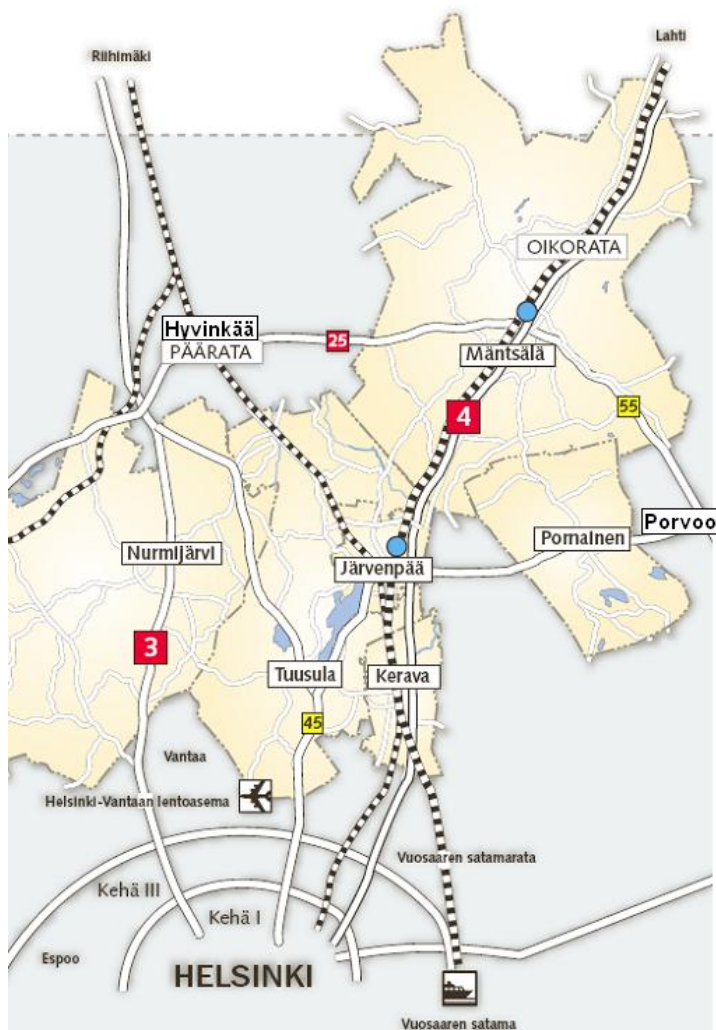 Lahti
Riihimäki
OIKORATA
Hyvinkää
PÄÄRATA
25
Mäntsälä
4
55
Porvoo
Pornainen
Nurmijärvi
Järvenpää
3
Tuusula
Kerava
45
Vantaa
Helsinki-Vantaan lentoasema
Vuosaaren satamarata
Kehä III
Kehä I
Espoo
HELSINKI
Vuosaaren satama